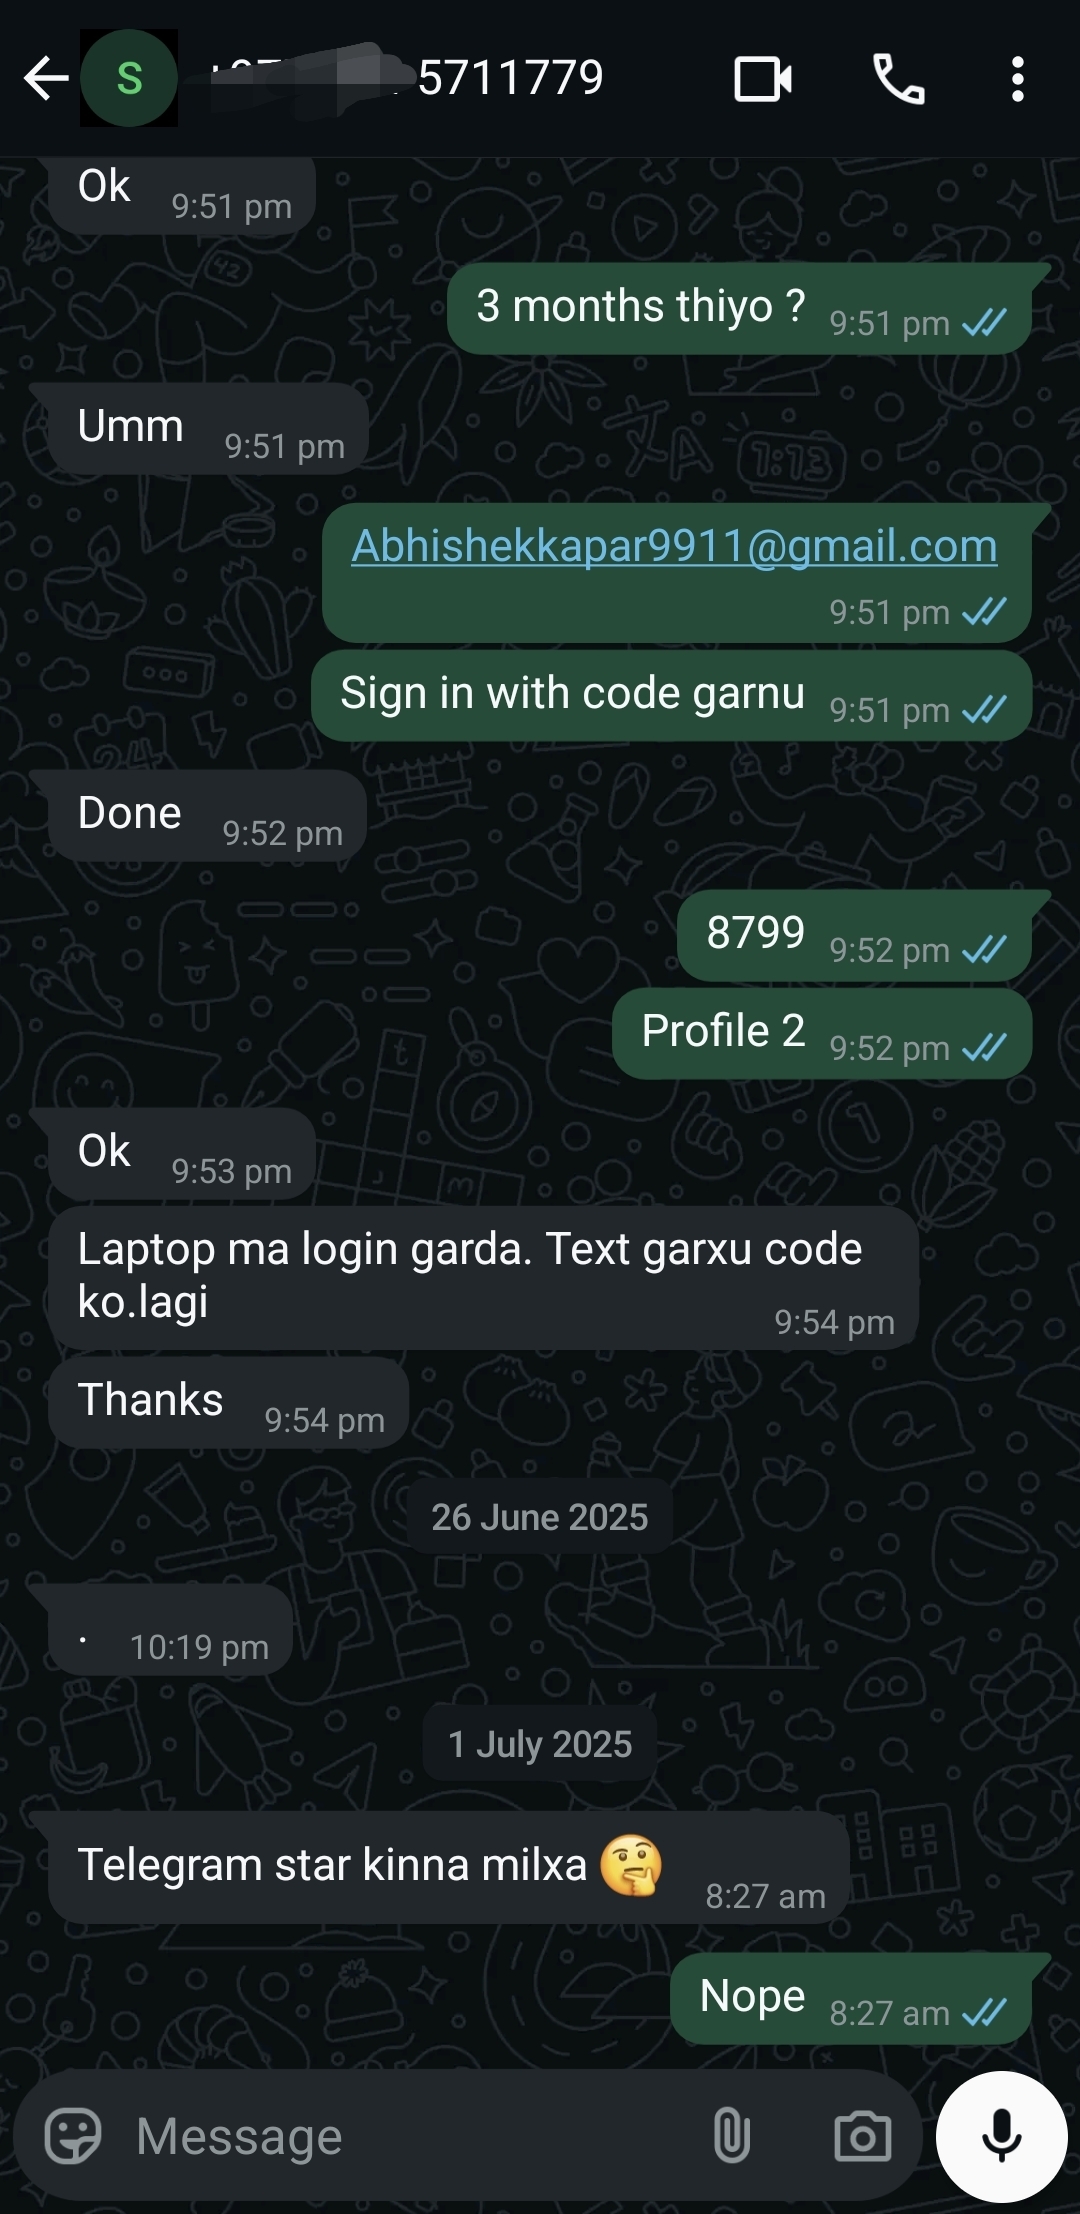 S
5711779
Ok 9:51 pm
3 months thiyo ? 9:51 pm
Umm 9:51 pm
Abhishekkapar9911@gmail.com
9:51 pm
Sign in with code garnu 9:51 pm
Done 9:52 pm
8799 9:52 pm
Profile 2 9:52 pm
Ok 9:53 pm
Laptop ma login garda. Text garxu code
ko.lagi
9:54 pm
Thanks 9:54 pm
26 June 2025
. 10:19 pm
1 July 2025
Telegram star kinna milxa 🤔 8:27 am
Nope 8:27 am
Message